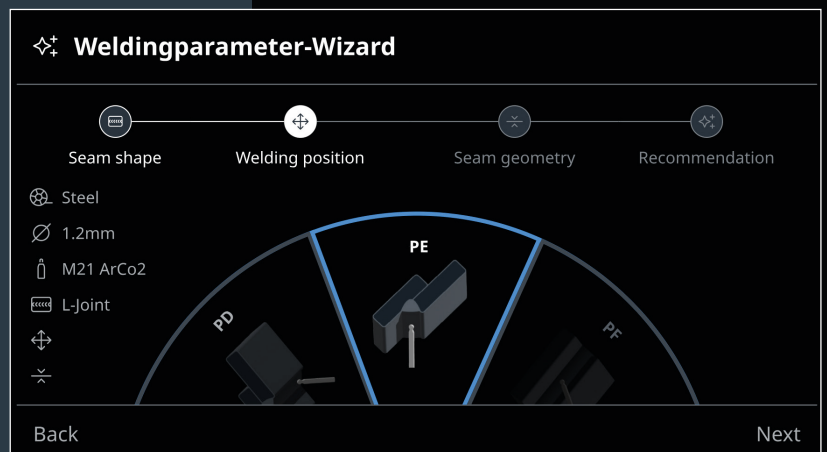 Weldingparameter-Wizard
Seam shape
Welding position
Seam geometry
Recommendation
Steel
1.2mm
M21 ArCo2
L-Joint
PD
PE
PF
Back
Next